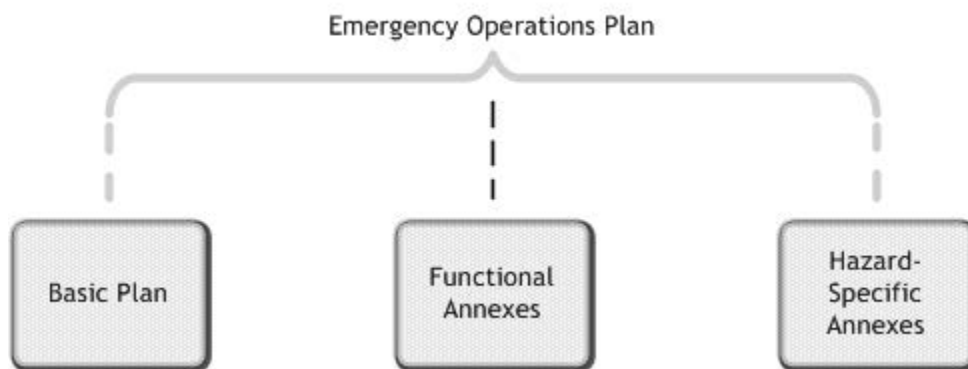 Emergency Operations Plan
Basic Plan
Functional
Annexes
Hazard-
Specific
Annexes